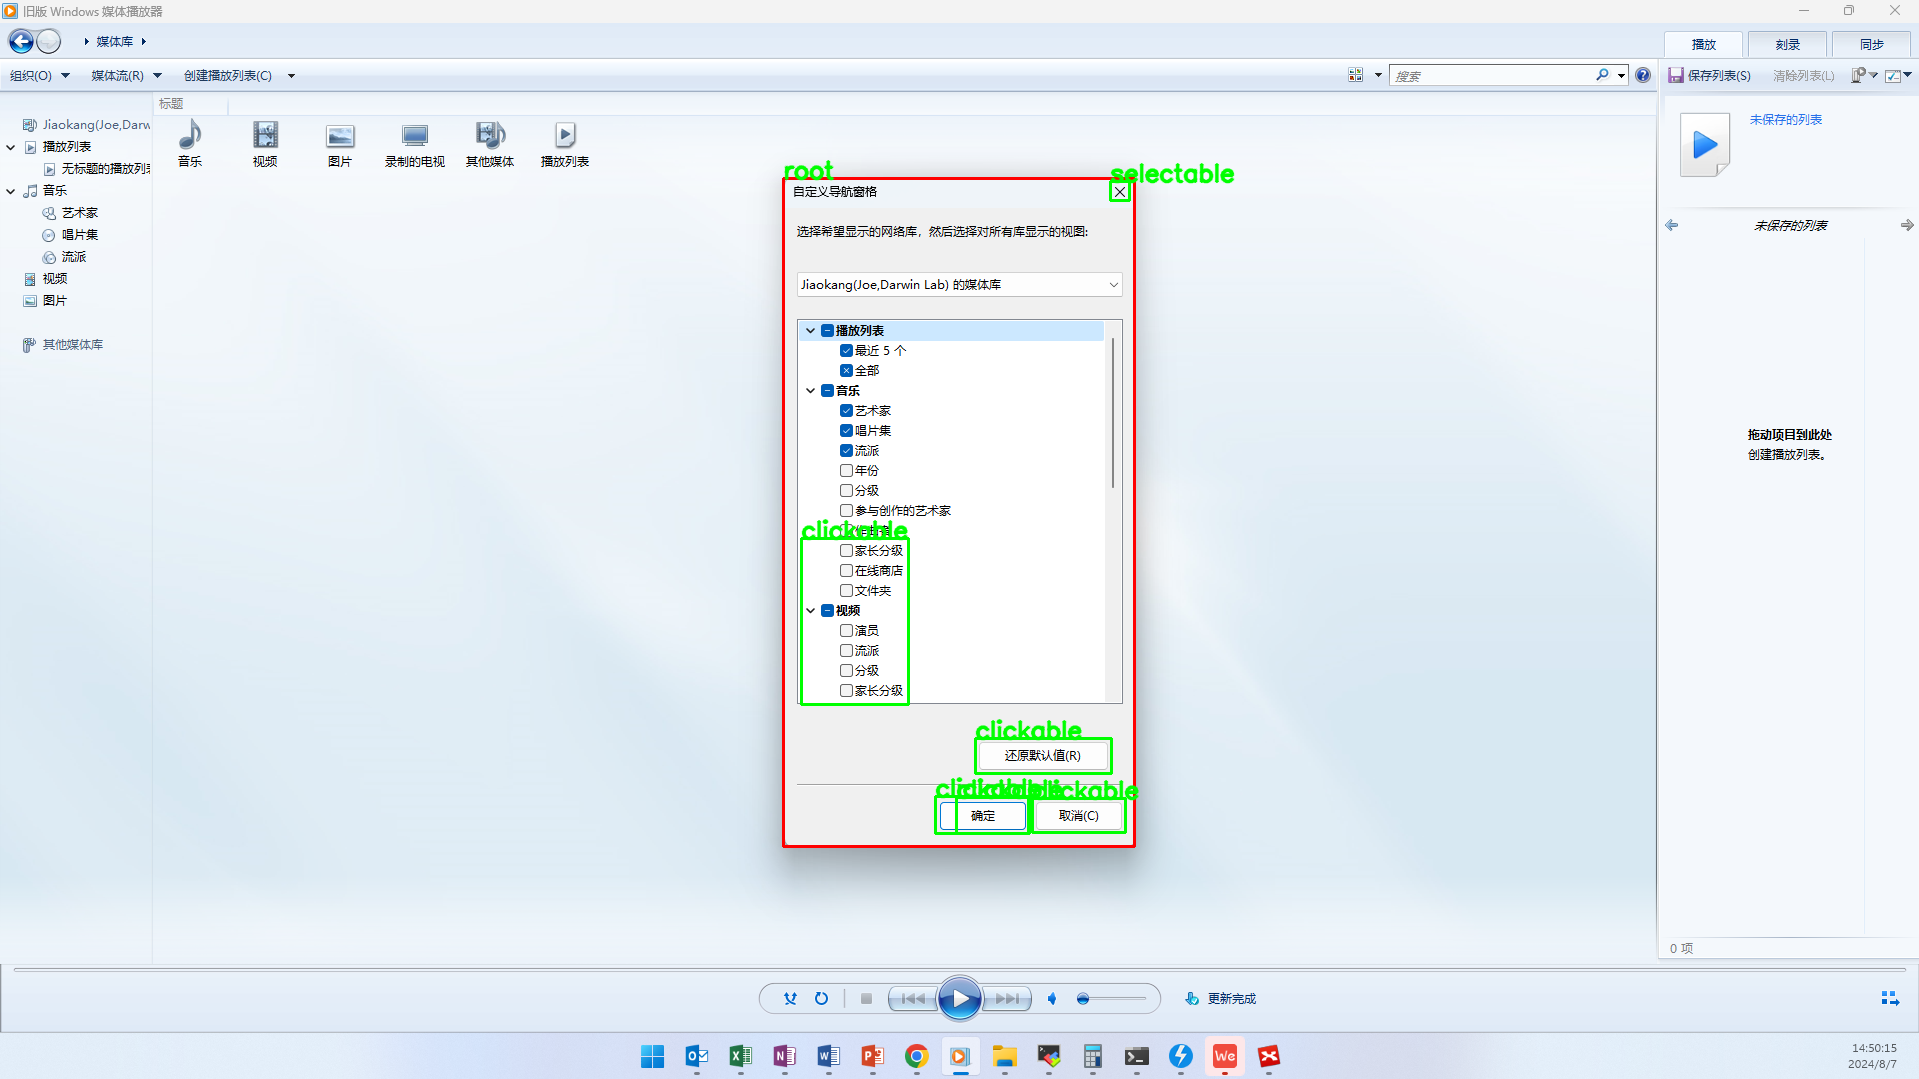 旧版 Windows 媒体播放器
媒体库
播放
刻录
同步
组织(O)
媒体流(R)
创建播放列表(C)
搜索
保存列表(S)
清除列表(L)
标题
Jiaokang(Joe,Darw
播放列表
无标题的播放列表
音乐
艺术家
唱片集
流派
视频
图片
其他媒体库
音乐
视频
图片
录制的电视
其他媒体
播放列表
root
selectable
自定义导航窗格
选择希望显示的网络库，然后选择对所有库显示的视图:
Jiaokang(Joe,Darwin Lab) 的媒体库
播放列表
最近 5 个
全部
音乐
艺术家
唱片集
流派
年份
分级
参与创作的艺术家
clickable
作曲者
家长分级
在线商店
文件夹
视频
演员
流派
分级
家长分级
clickable
还原默认值(R)
clickable
clickable
clickable
确定
取消(C)
未保存的列表
未保存的列表
拖动项目到此处
创建播放列表。
0 项
更新完成
We
14:50:15
2024/8/7